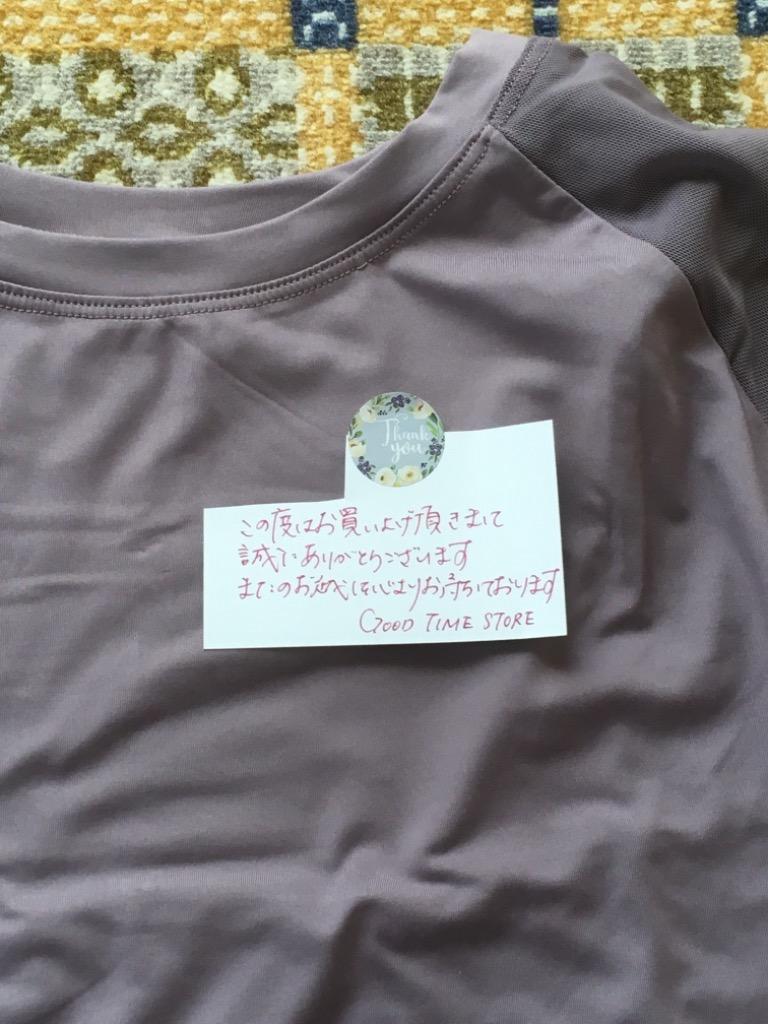 Thank
you
この度はお買い上げ頂きまして
誠にありがとうございます
またのお越しを心よりお待ちしております
GOOD TIME STORE